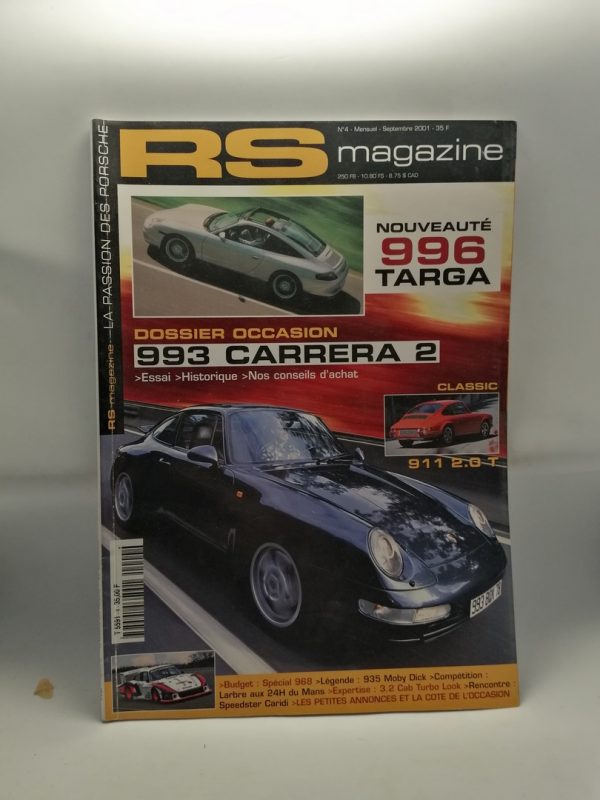 N°4 - Mensuel - Septembre 2001 - 35 F
RS magazine
250 FB - 10.90 FS - 8.75 $ CAD
RS magazine... LA PASSION DES PORSCHE
NOUVEAUTÉ
996
TARGA
DOSSIER OCCASION
993 CARRERA 2
>Essai >Historique >Nos conseils d'achat
CLASSIC
911 2.0 T
993 BOX 78
>Budget : Spécial 968 >Légende : 935 Moby Dick >Compétition :
Larbre aux 24H du Mans >Expertise : 3.2 Cab Turbo Look >Rencontre :
Speedster Caridi >LES PETITES ANNONCES ET LA COTE DE L'OCCASION